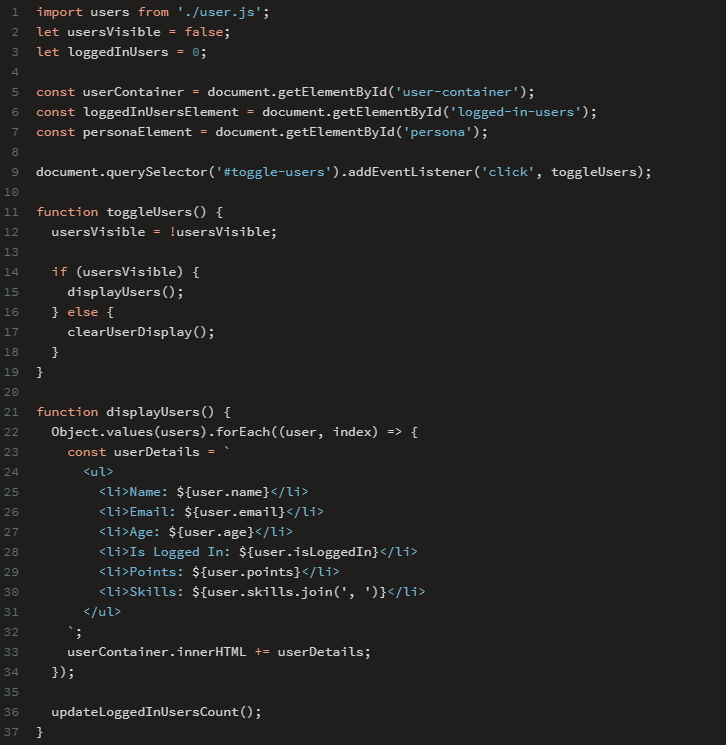 1 import users from './user.js';
2 let usersVisible = false;
3 let loggedInUsers = 0;
4
5 const userContainer = document.getElementById('user-container');
6 const loggedInUsersElement = document.getElementById('logged-in-users');
7 const personaElement = document.getElementById('persona');
8
9 document.querySelector('#toggle-users').addEventListener('click', toggleUsers);
10
11 function toggleUsers() {
12   usersVisible = !usersVisible;
13
14   if (usersVisible) {
15     displayUsers();
16   } else {
17     clearUserDisplay();
18   }
19 }
20
21 function displayUsers() {
22   Object.values(users).forEach((user, index) => {
23     const userDetails = `
24       <ul>
25         <li>Name: ${user.name}</li>
26         <li>Email: ${user.email}</li>
27         <li>Age: ${user.age}</li>
28         <li>Is Logged In: ${user.isLoggedIn}</li>
29         <li>Points: ${user.points}</li>
30         <li>Skills: ${user.skills.join(', ')}</li>
31       </ul>
32     `;
33     userContainer.innerHTML += userDetails;
34   });
35
36   updateLoggedInUsersCount();
37 }